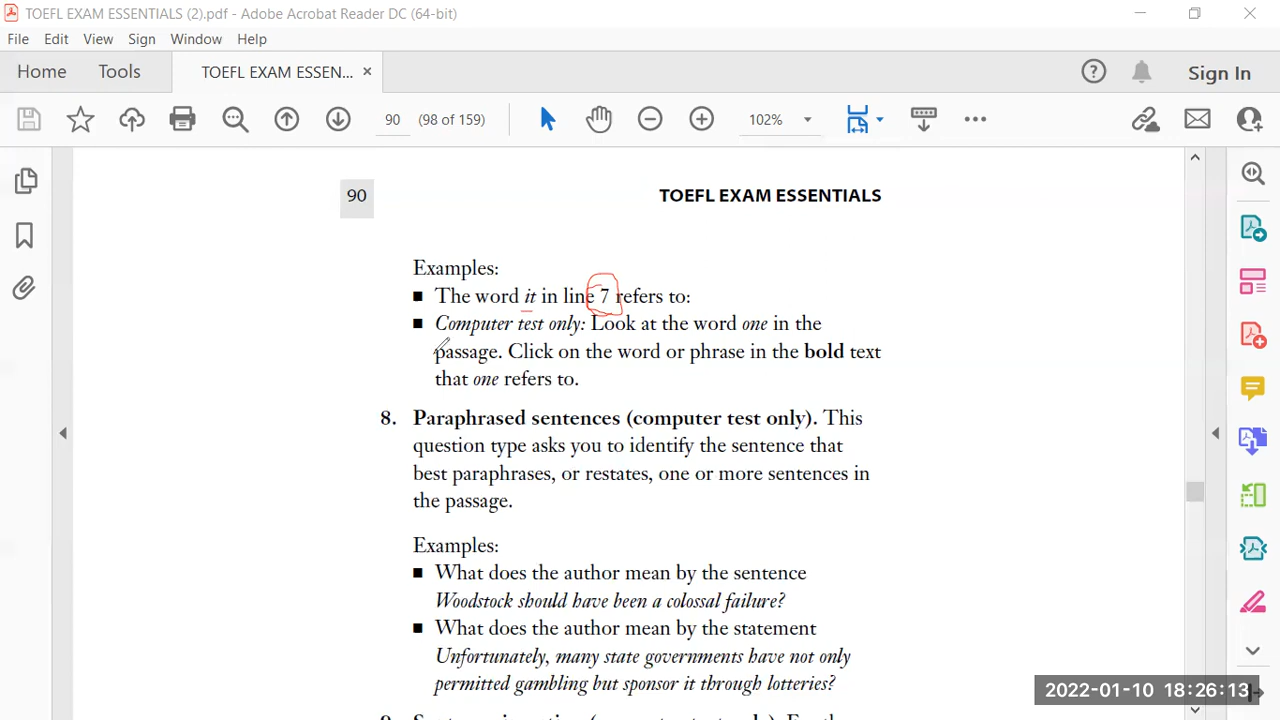 TOEFL EXAM ESSENTIALS (2).pdf - Adobe Acrobat Reader DC (64-bit)
File Edit View Sign Window Help
Home Tools TOEFL EXAM ESSEN... × Sign In
90 (98 of 159) 102%
90 TOEFL EXAM ESSENTIALS
Examples:
■ The word it in line 7 refers to:
■ Computer test only: Look at the word one in the
passage. Click on the word or phrase in the bold text
that one refers to.
8. Paraphrased sentences (computer test only). This
question type asks you to identify the sentence that
best paraphrases, or restates, one or more sentences in
the passage.
Examples:
■ What does the author mean by the sentence
Woodstock should have been a colossal failure?
■ What does the author mean by the statement
Unfortunately, many state governments have not only
permitted gambling but sponsor it through lotteries?
2022-01-10 18:26:13